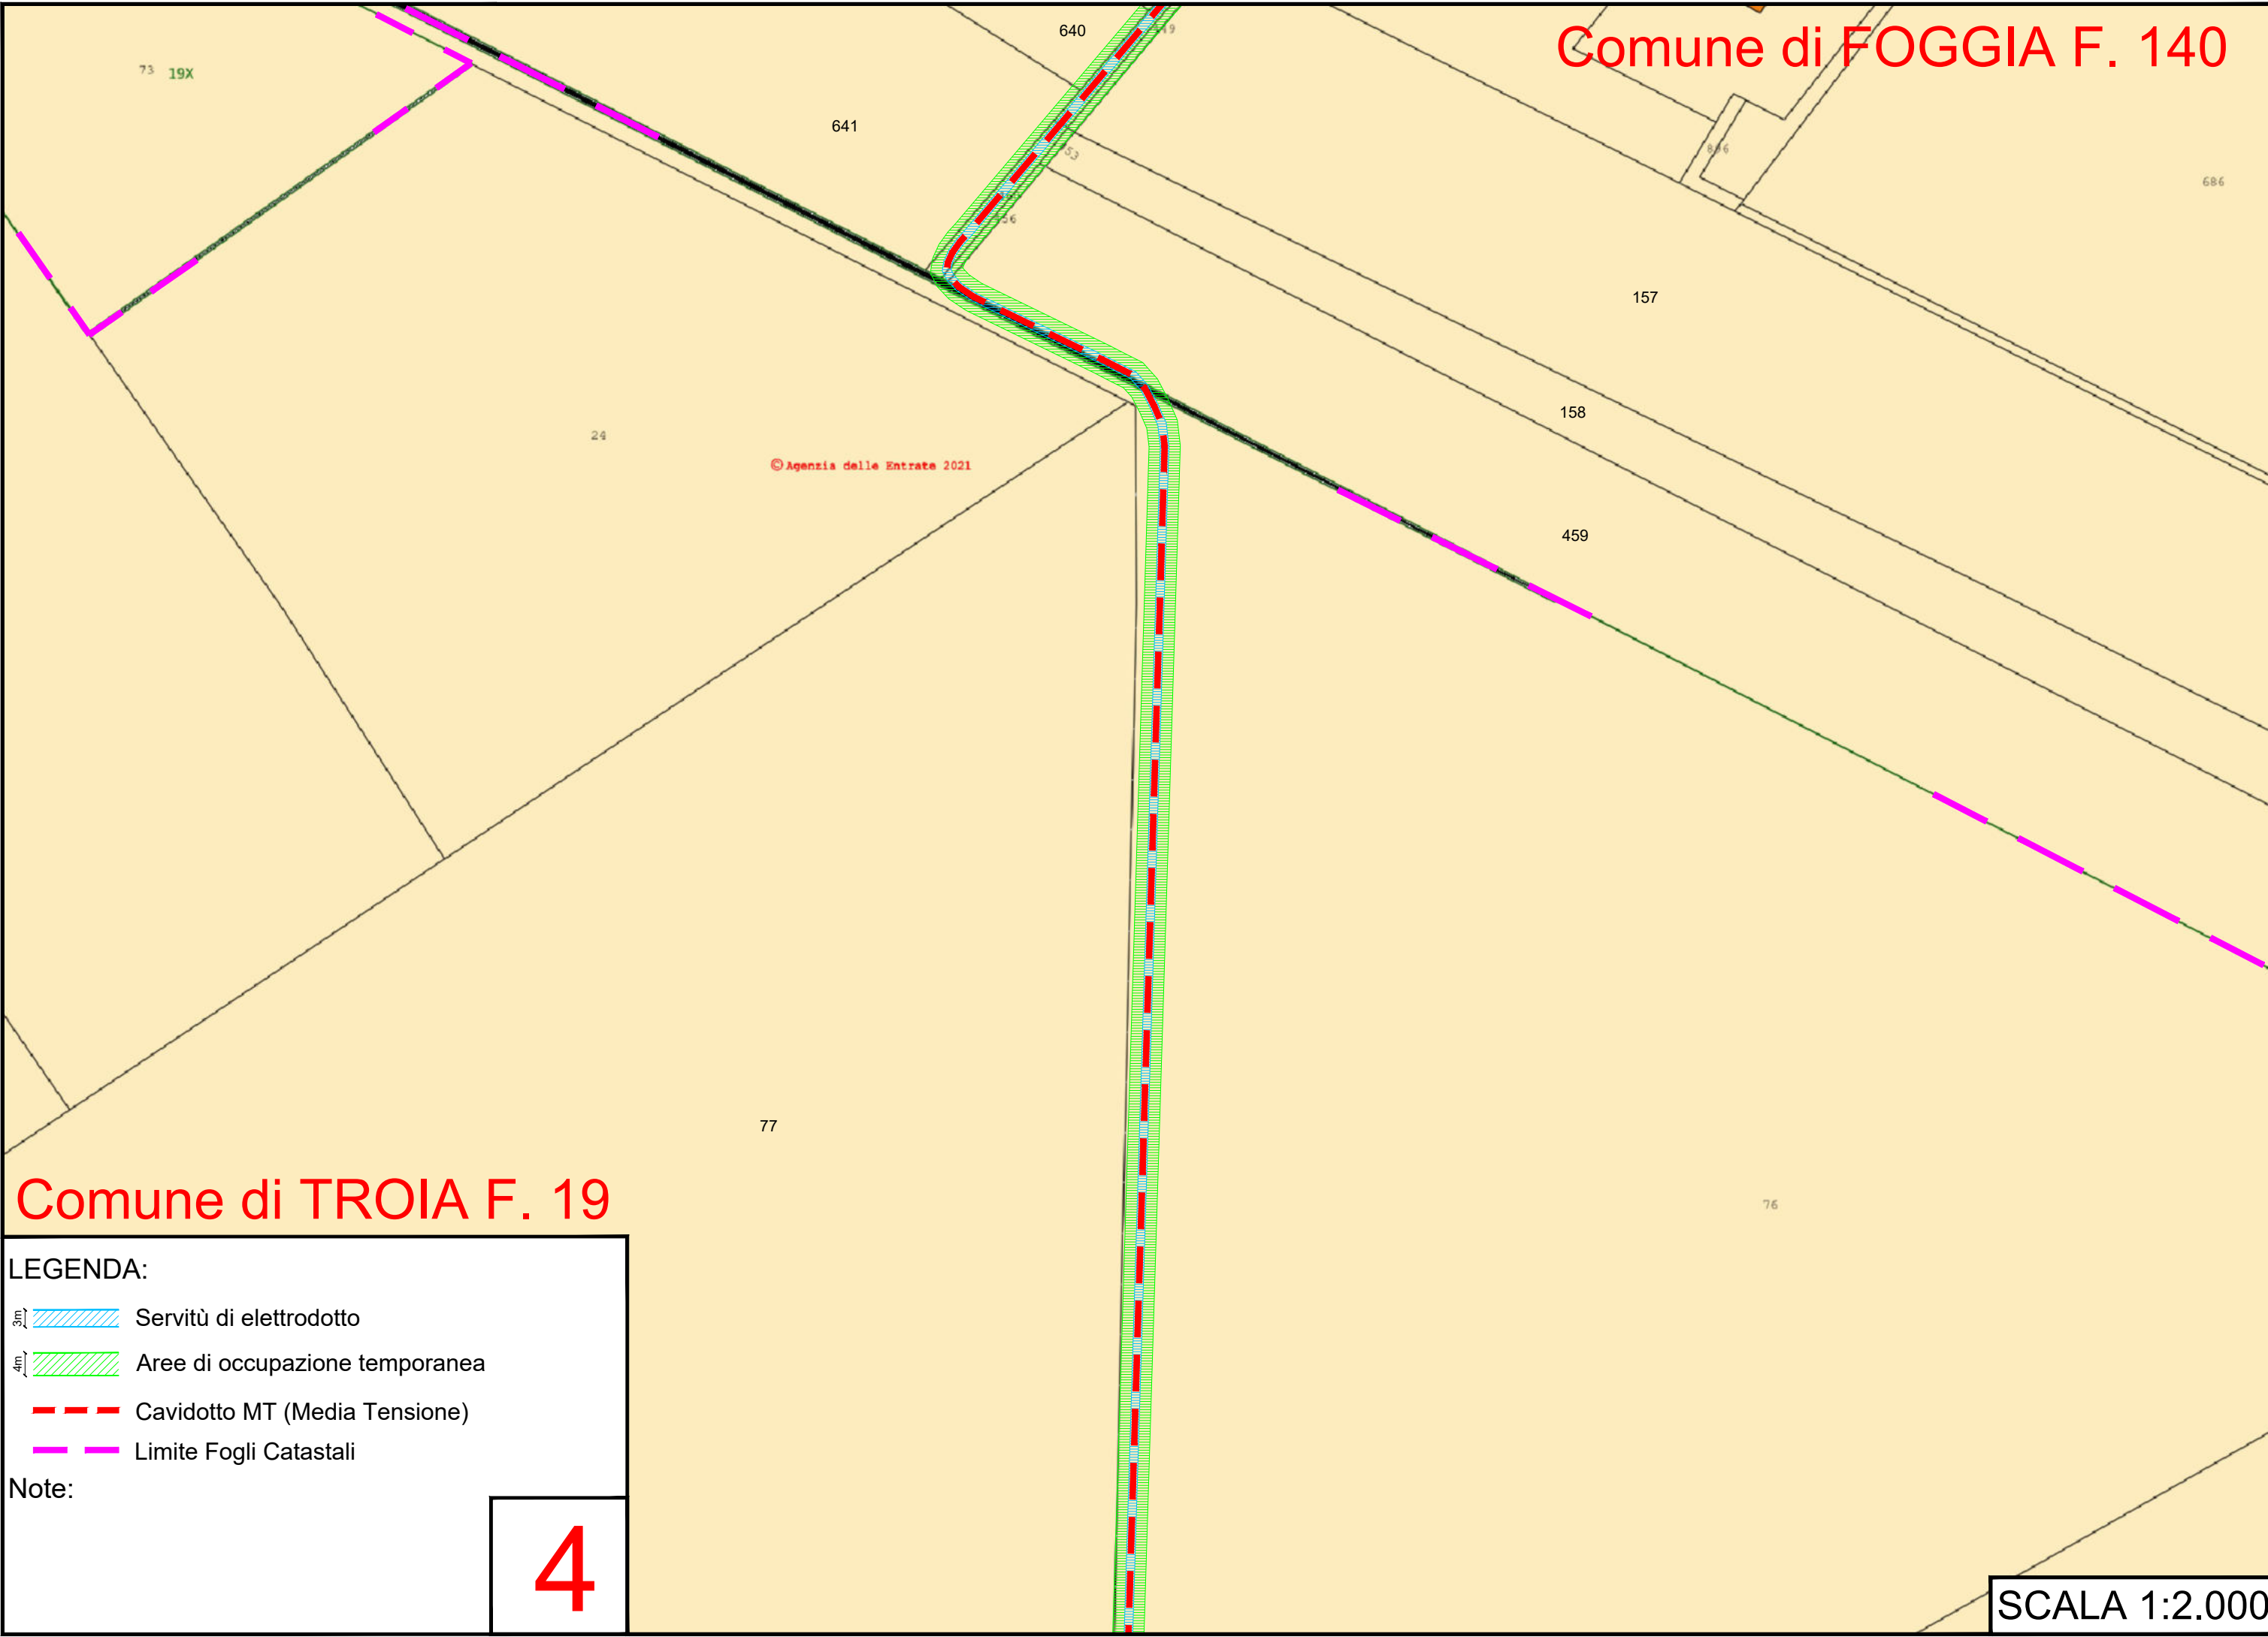 640
Comune di FOGGIA F. 140
73 19X
641
686
157
158
24
©Agenzia delle Entrate 2021
459
77
Comune di TROIA F. 19
76
LEGENDA:
3m Servitù di elettrodotto
4m Aree di occupazione temporanea
Cavidotto MT (Media Tensione)
Limite Fogli Catastali
Note:
4
SCALA 1:2.000